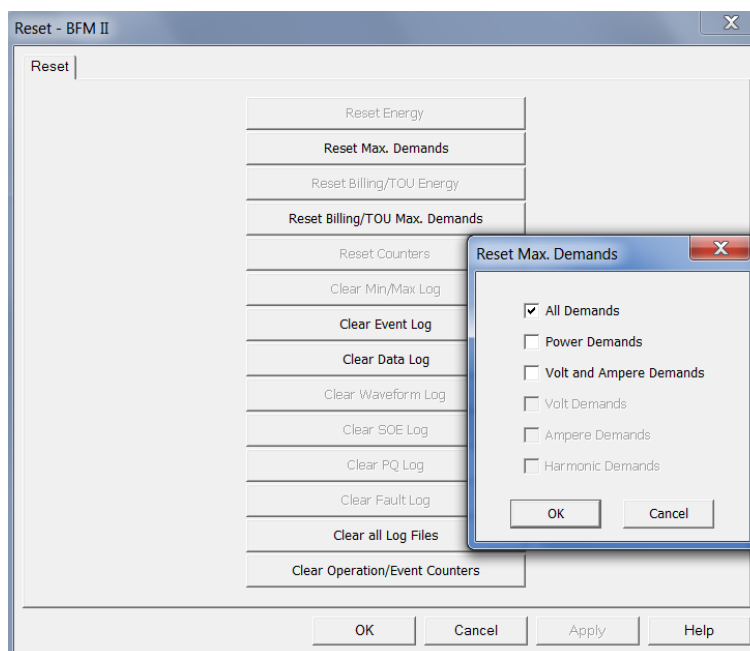 Reset - BFM II
Reset
Reset Energy
Reset Max. Demands
Reset Billing/TOU Energy
Reset Billing/TOU Max. Demands
Reset Counters
Clear Min/Max Log
Clear Event Log
Clear Data Log
Clear Waveform Log
Clear SOE Log
Clear PQ Log
Clear Fault Log
Clear all Log Files
Clear Operation/Event Counters
Reset Max. Demands
All Demands
Power Demands
Volt and Ampere Demands
Volt Demands
Ampere Demands
Harmonic Demands
OK Cancel
OK Cancel Apply Help